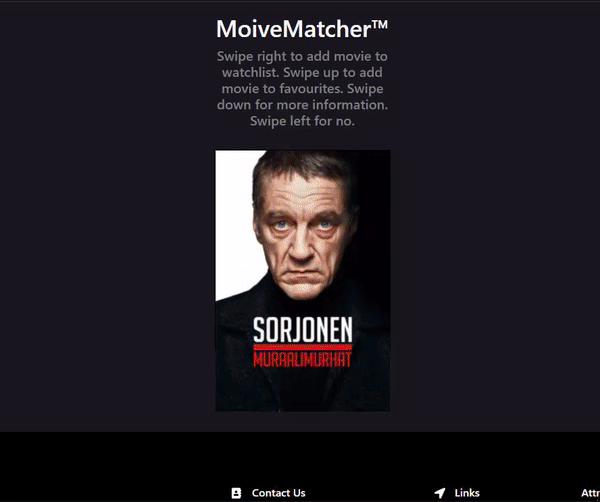 MoiveMatcher™
Swipe right to add movie to
watchlist. Swipe up to add
movie to favourites. Swipe
down for more information.
Swipe left for no.
SORJONEN
MURAALIMURHAT
Contact Us
Links